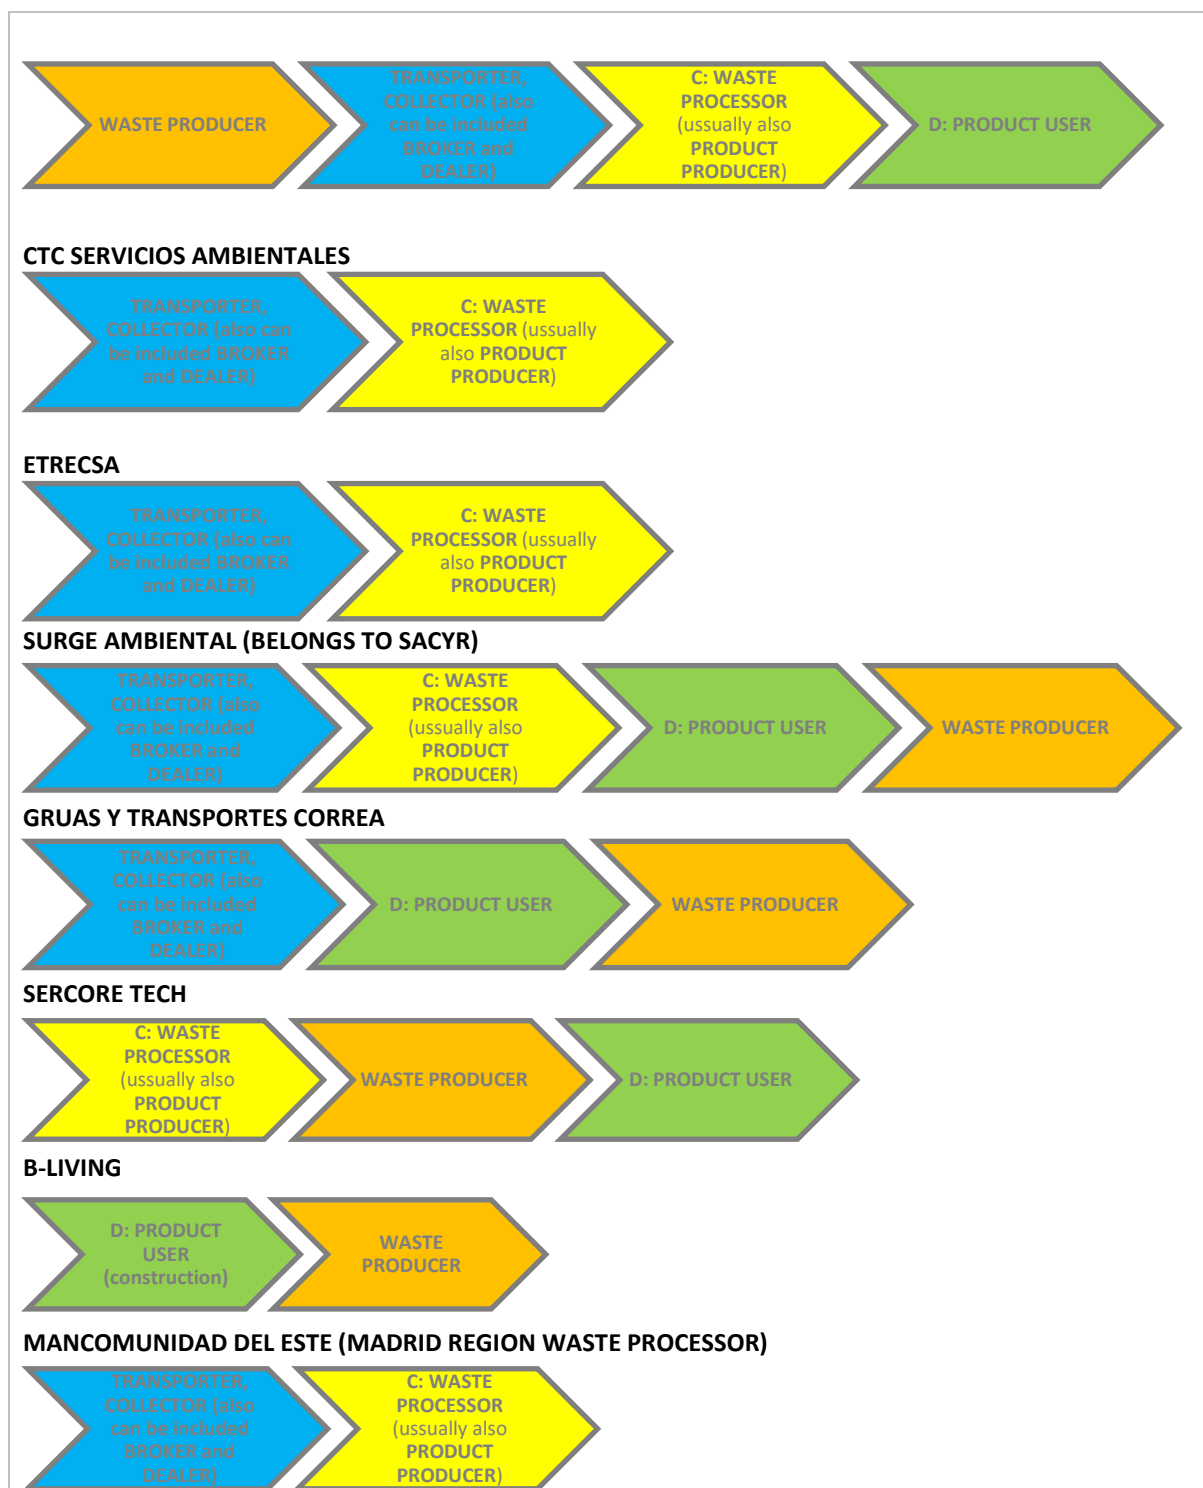 WASTE PRODUCER
TRANSPORTER,
COLLECTOR (also
can be included
BROKER and
DEALER)
C: WASTE
PROCESSOR
(ussually also
PRODUCT
PRODUCER)
D: PRODUCT USER
CTC SERVICIOS AMBIENTALES
TRANSPORTER,
COLLECTOR (also can
be included BROKER
and DEALER)
C: WASTE
PROCESSOR (ussually
also PRODUCT
PRODUCER)
ETRECSA
TRANSPORTER,
COLLECTOR (also can
be included BROKER
and DEALER)
C: WASTE
PROCESSOR (ussually
also PRODUCT
PRODUCER)
SURGE AMBIENTAL (BELONGS TO SACYR)
TRANSPORTER,
COLLECTOR (also
can be included
BROKER and
DEALER)
C: WASTE
PROCESSOR
(ussually also
PRODUCT
PRODUCER)
D: PRODUCT USER
WASTE PRODUCER
GRUAS Y TRANSPORTES CORREA
TRANSPORTER,
COLLECTOR (also
can be included
BROKER and
DEALER)
D: PRODUCT USER
WASTE PRODUCER
SERCORE TECH
C: WASTE
PROCESSOR
(ussually also
PRODUCT
PRODUCER)
WASTE PRODUCER
D: PRODUCT USER
B-LIVING
D: PRODUCT
USER
(construction)
WASTE
PRODUCER
MANCOMUNIDAD DEL ESTE (MADRID REGION WASTE PROCESSOR)
TRANSPORTER,
COLLECTOR (also
can be included
BROKER and
DEALER)
C: WASTE
PROCESSOR
(ussually also
PRODUCT
PRODUCER)